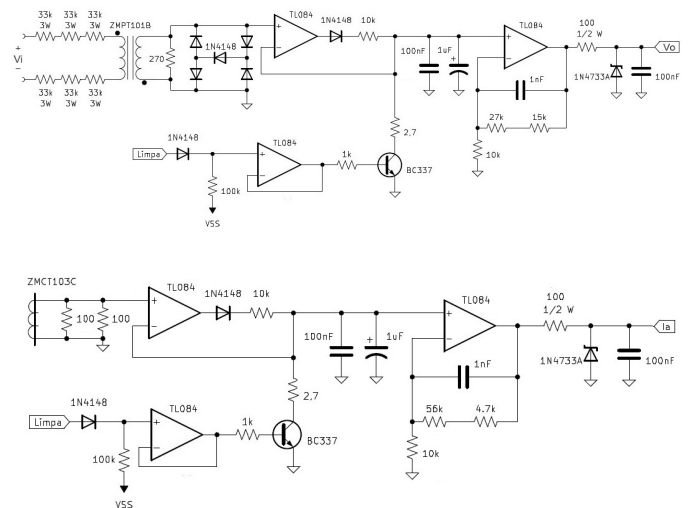 33k 33k 33k
3W 3W 3W
ZMPT101B
+
Vi
−
270
1N4148
33k 33k 33k
3W 3W 3W
+
−
TL084
1N4148
10k
100nF
1uF
+
+
−
TL084
100
1/2 W
Vo
1N4733A
100nF
1nF
27k
15k
10k
2,7
Limpa
1N4148
100k
VSS
+
−
TL084
1k
BC337
ZMCT103C
100
100
+
−
TL084
1N4148
10k
100nF
+
1uF
+
−
TL084
100
1/2 W
Ia
1N4733A
100nF
1nF
56k
4.7k
10k
2,7
Limpa
1N4148
100k
VSS
+
−
TL084
1k
BC337